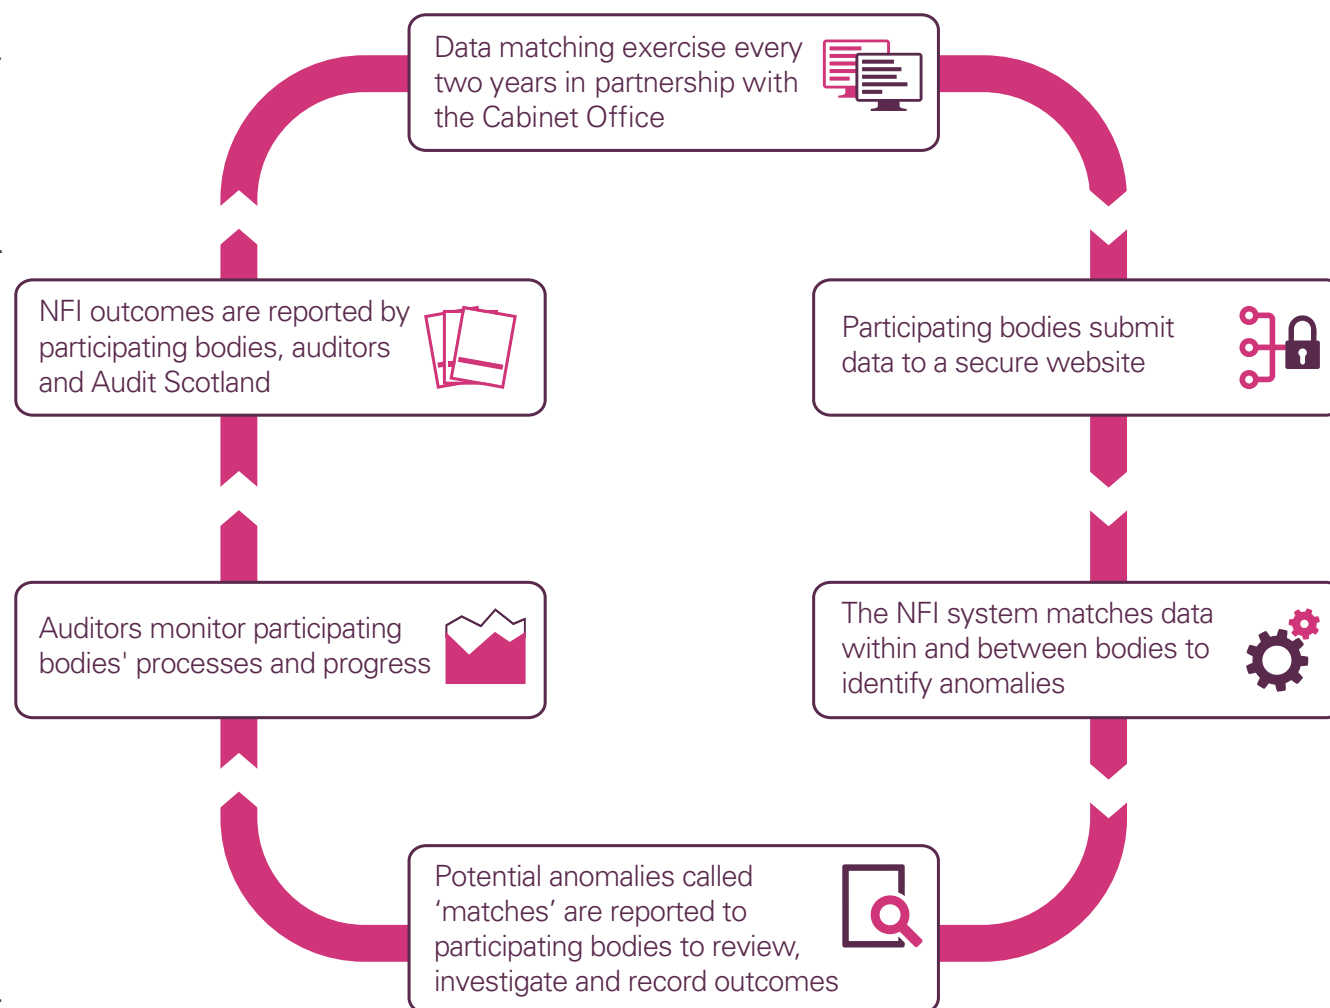 Data matching exercise every
two years in partnership with
the Cabinet Office
NFI outcomes are reported by
participating bodies, auditors
and Audit Scotland
Participating bodies submit
data to a secure website
Auditors monitor participating
bodies' processes and progress
The NFI system matches data
within and between bodies to
identify anomalies
Potential anomalies called
‘matches’ are reported to
participating bodies to review,
investigate and record outcomes